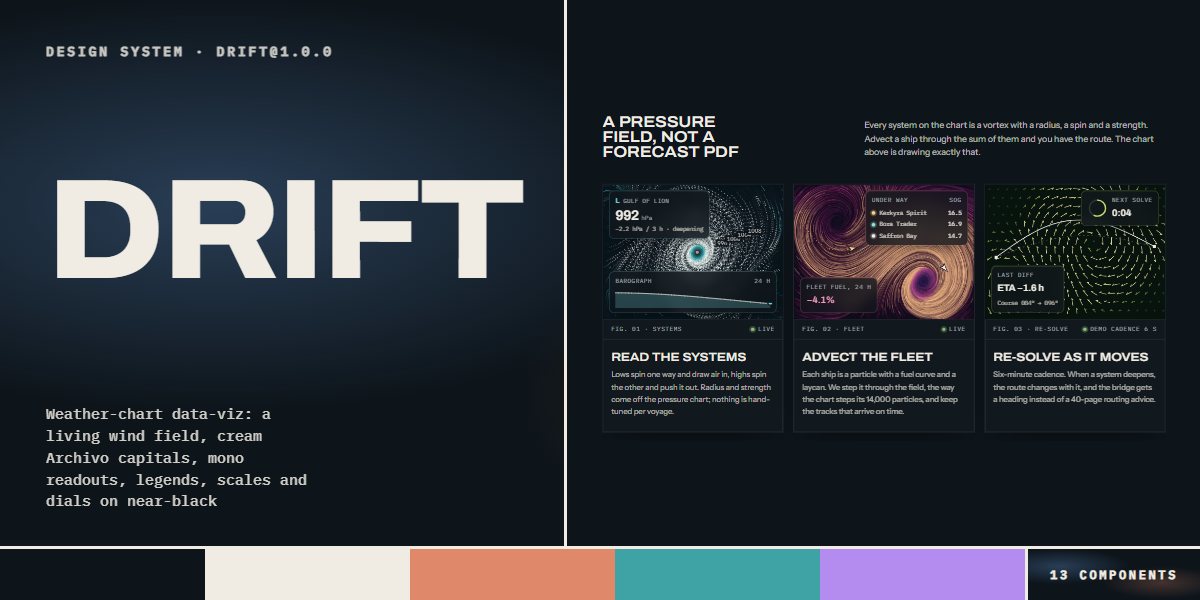 DESIGN SYSTEM · DRIFT@1.0.0
DRIFT
Weather-chart data-viz: a
living wind field, cream
Archivo capitals, mono
readouts, legends, scales and
dials on near-black
A PRESSURE
FIELD, NOT A
FORECAST PDF
Every system on the chart is a vortex with a radius, a spin and a strength.
Advect a ship through the sum of them and you have the route. The chart
above is drawing exactly that.
L GULF OF LION
992 hPa
−2.2 hPa / 3 h · deepening
1008
BAROGRAPH 24 H
FIG. 01 · SYSTEMS LIVE
READ THE SYSTEMS
Lows spin one way and draw air in, highs spin
the other and push it out. Radius and strength
come off the pressure chart; nothing is hand-
tuned per voyage.
UNDER WAY SOG
Kerkyra Spirit 16.5
Bora Trader 16.9
Saffron Bay 14.7
FLEET FUEL, 24 H
−4.1%
FIG. 02 · FLEET LIVE
ADVECT THE FLEET
Each ship is a particle with a fuel curve and a
laycan. We step it through the field, the way
the chart steps its 14,000 particles, and keep
the tracks that arrive on time.
NEXT SOLVE
0:04
LAST DIFF
ETA −1.6 h
Course 084° → 096°
FIG. 03 · RE-SOLVE DEMO CADENCE 6 S
RE-SOLVE AS IT MOVES
Six-minute cadence. When a system deepens,
the route changes with it, and the bridge gets
a heading instead of a 40-page routing advice.
13 COMPONENTS